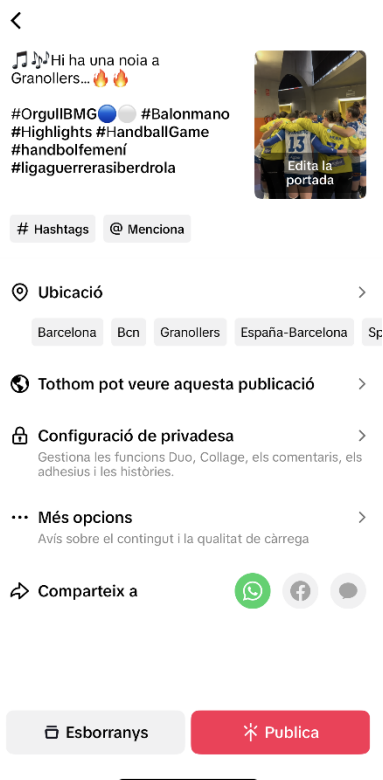 🎵🎶Hi ha una noia a
Granollers...🔥🔥
#OrgullBMG🔵⚪ #Balonmano
#Highlights #HandballGame
#handbolfemení
#ligaguerrerasiberdrola
13
Edita la
portada
# Hashtags @ Menciona
Ubicació
Barcelona Bcn Granollers España-Barcelona Sp
Tothom pot veure aquesta publicació
Configuració de privadesa
Gestiona les funcions Duo, Collage, els comentaris, els
adhesius i les històries.
Més opcions
Avís sobre el contingut i la qualitat de càrrega
Comparteix a
Esborranys
Publica